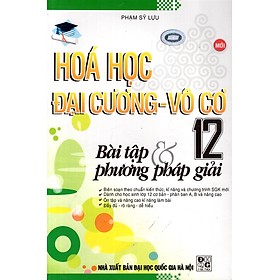 PHẠM SỸ LỰU
MỚI
HOÁ HỌC
ĐẠI CƯƠNG - VÔ CƠ
12
Bài tập &
phương pháp giải
• Biên soạn theo chuẩn kiến thức, kĩ năng và chương trình SGK mới
• Dành cho học sinh lớp 12 cơ bản - phân ban A, B và nâng cao
• Ôn tập và nâng cao kĩ năng làm bài
• Đầy đủ - rõ ràng - dễ hiểu
NHÀ XUẤT BẢN ĐẠI HỌC QUỐC GIA HÀ NỘI